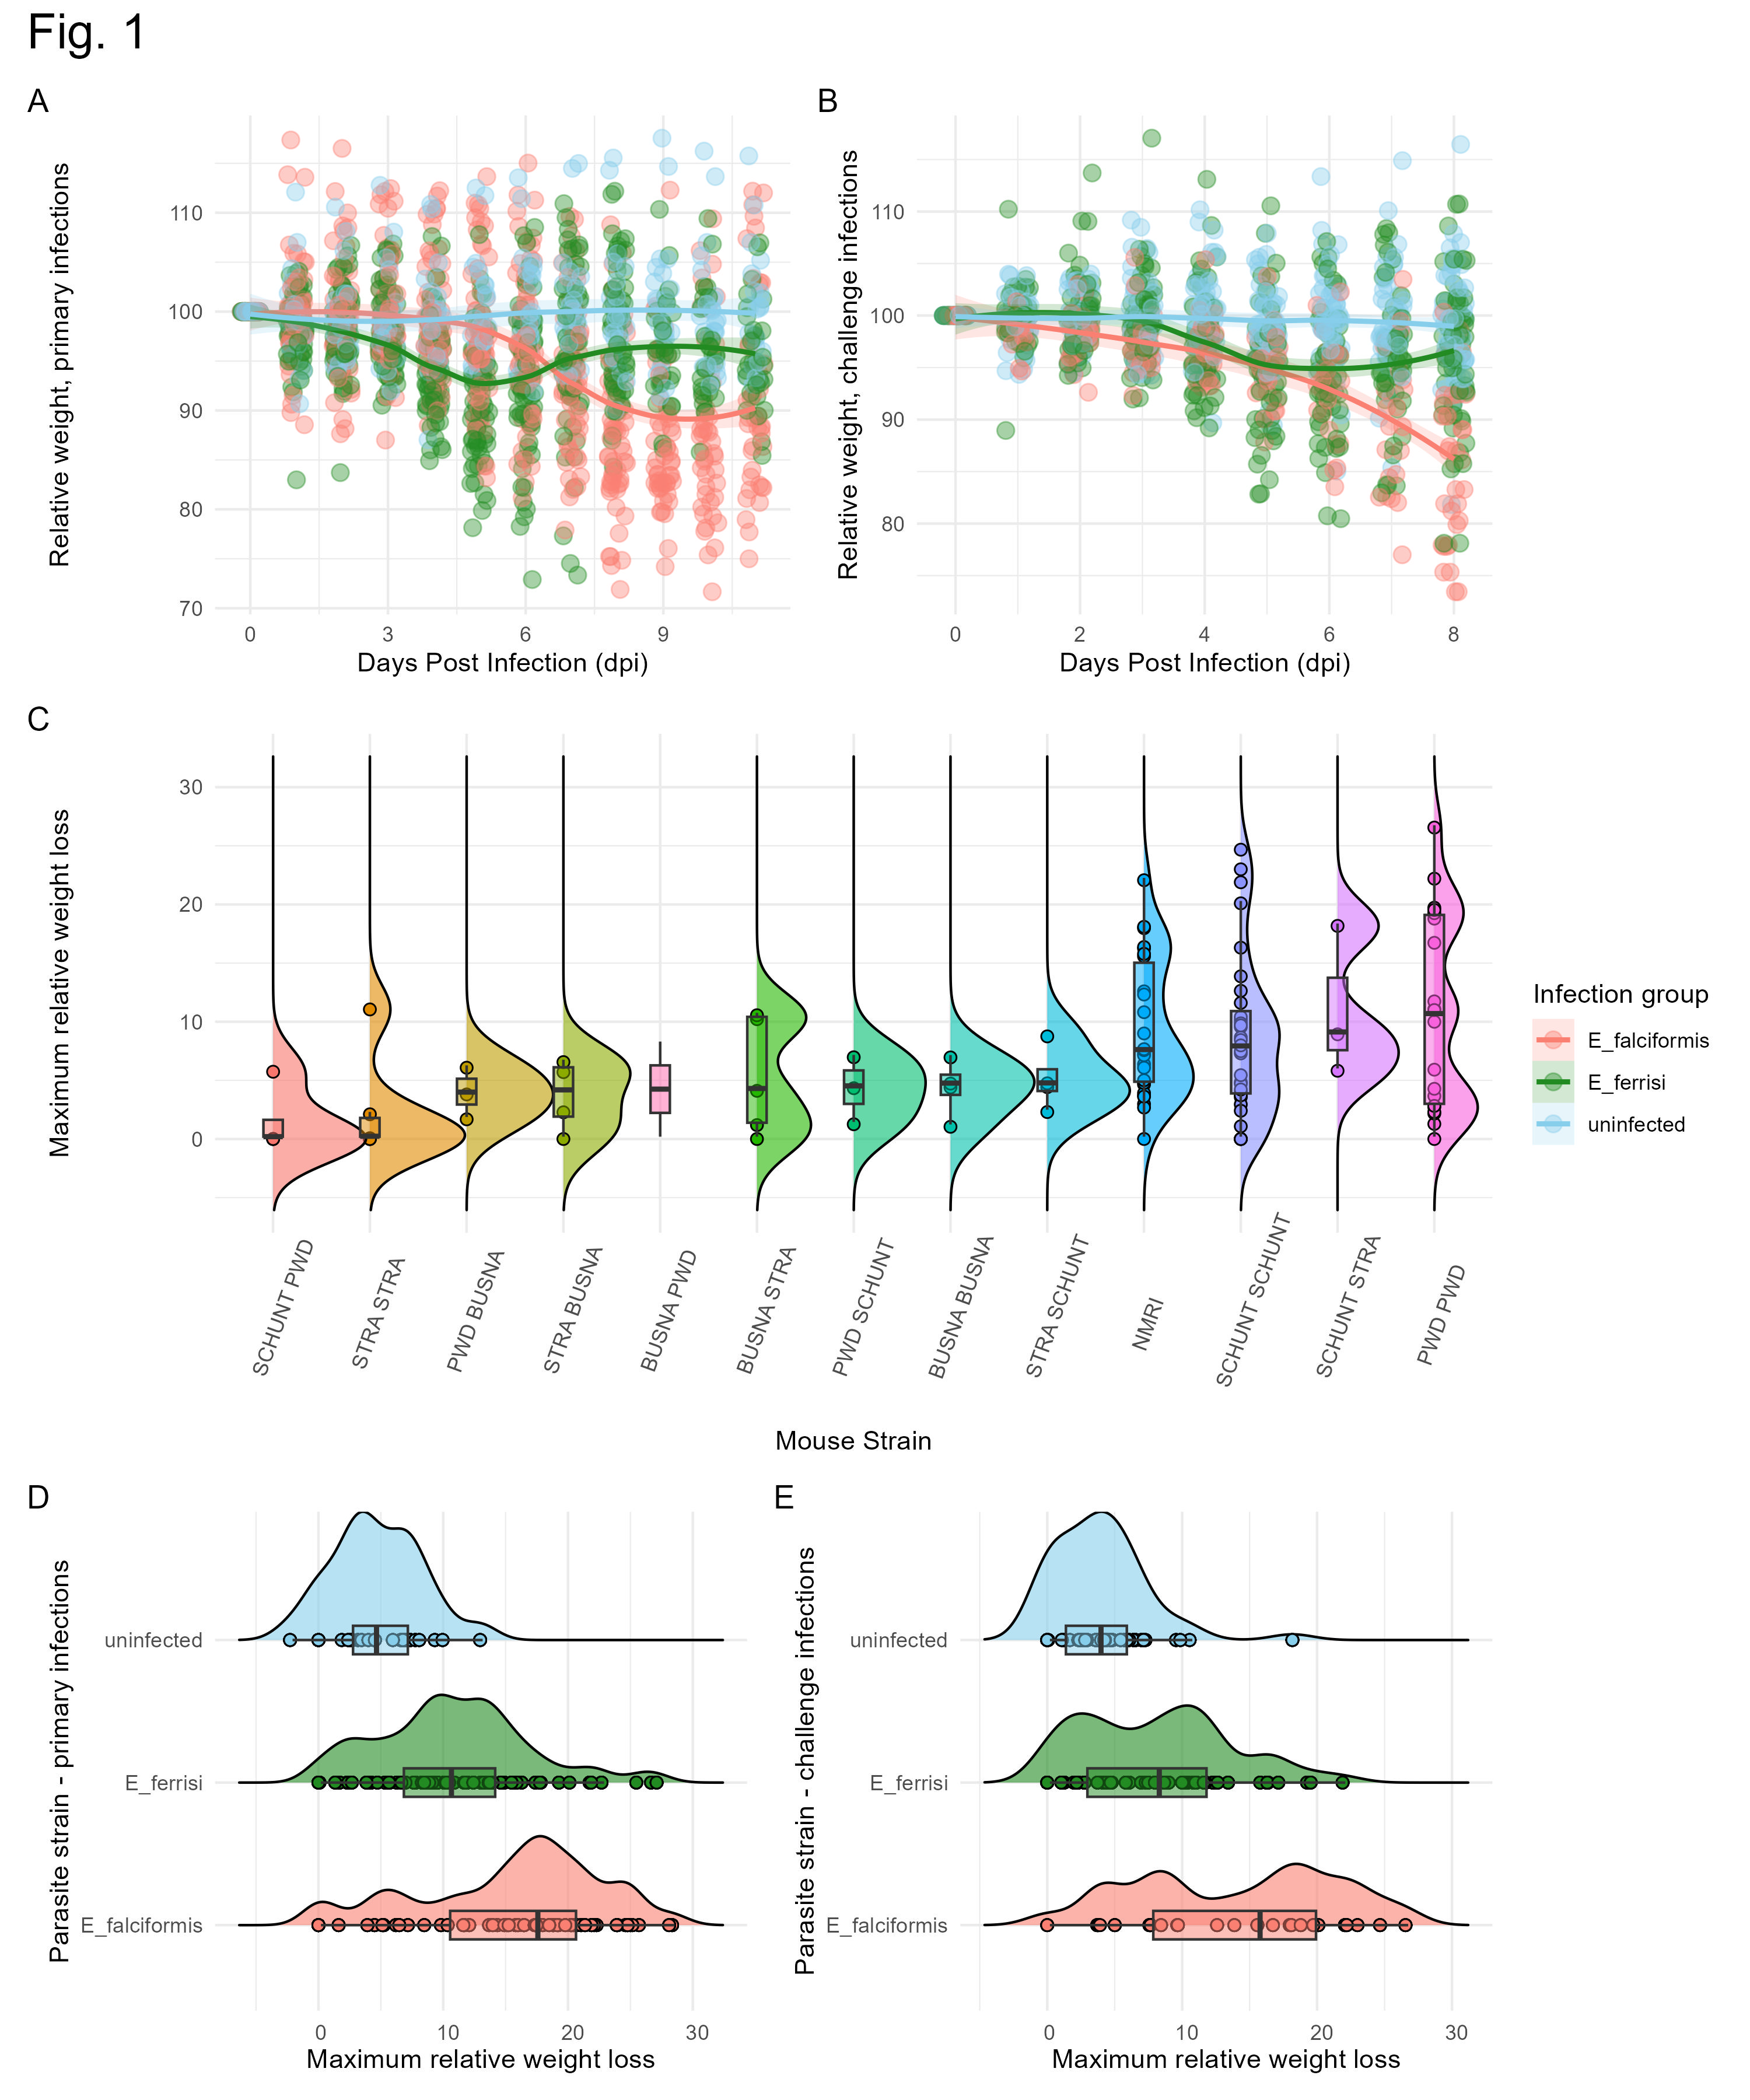 Fig. 1
A
B
Relative weight, primary infections
110
100
90
80
70
0
3
6
9
Days Post Infection (dpi)
Relative weight, challenge infections
110
100
90
80
0
2
4
6
8
Days Post Infection (dpi)
C
Maximum relative weight loss
30
20
10
0
SCHUNT PWD
STRA STRA
PWD BUSNA
STRA BUSNA
BUSNA PWD
BUSNA STRA
PWD SCHUNT
BUSNA BUSNA
STRA SCHUNT
NMRI
SCHUNT SCHUNT
SCHUNT STRA
PWD PWD
Mouse Strain
Infection group
E_falciformis
E_ferrisi
uninfected
D
Parasite strain - primary infections
uninfected
E_ferrisi
E_falciformis
0
10
20
30
Maximum relative weight loss
E
Parasite strain - challenge infections
uninfected
E_ferrisi
E_falciformis
0
10
20
30
Maximum relative weight loss